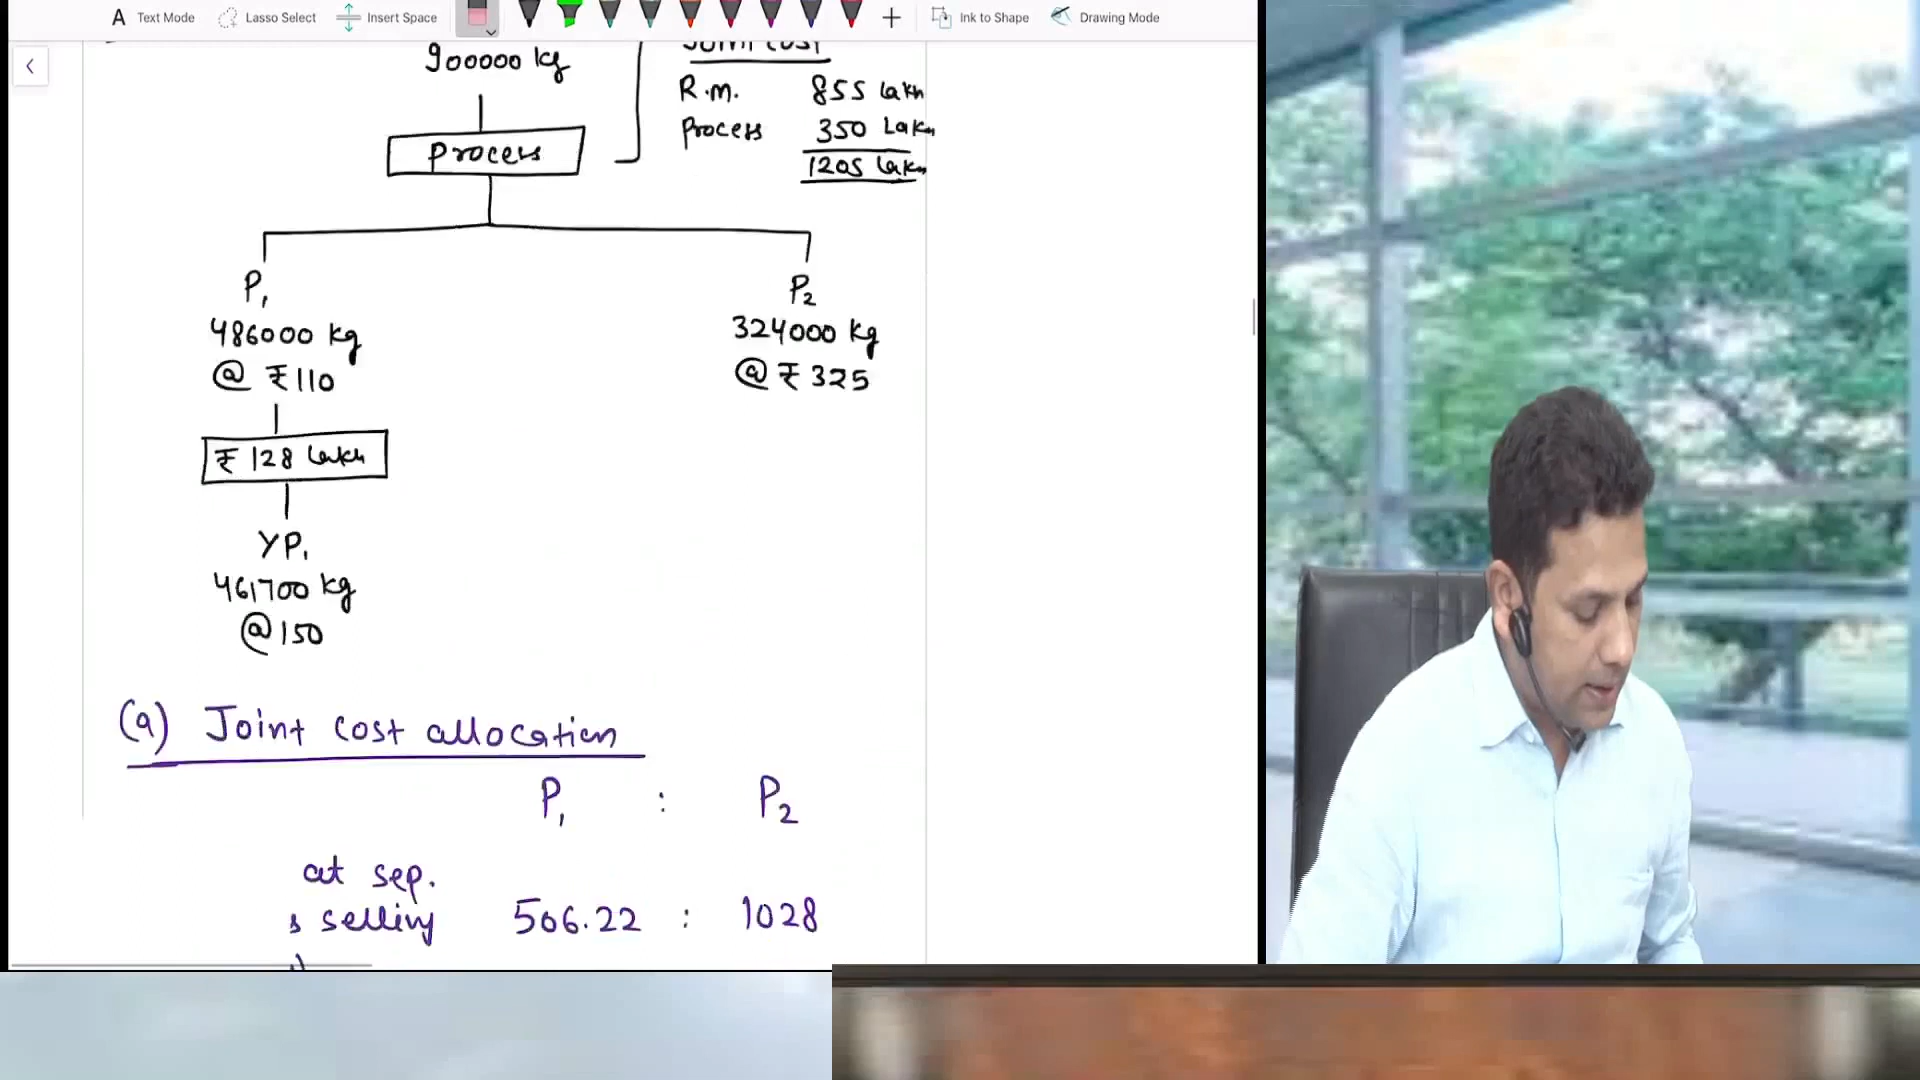 A Text Mode Lasso Select Insert Space Ink to Shape Drawing Mode
900000 kg
Joint cost
R.m. 855 Lakh
Process 350 Lakh
1205 Lakh
Process
P1 P2
486000 kg 324000 kg
@ ₹110 @ ₹ 325
₹ 128 Lakh
YP1
461700 kg
@ 150
(a) Joint cost allocation
P1 : P2
at sep.
selling 506.22 : 1028